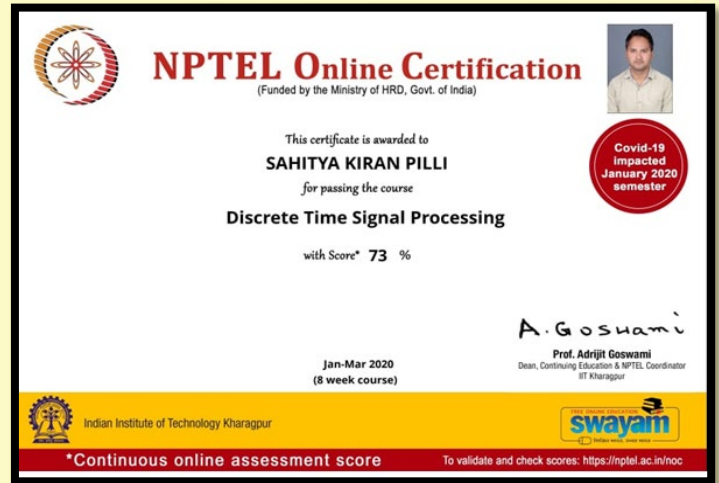 NPTEL Online Certification
(Funded by the Ministry of HRD, Govt. of India)
This certificate is awarded to
SAHITYA KIRAN PILLI
for passing the course
Discrete Time Signal Processing
with Score* 73 %
Covid-19
impacted
January 2020
semester
A. Goswami
Prof. Adrijit Goswami
Dean, Continuing Education & NPTEL Coordinator
IIT Kharagpur
Jan-Mar 2020
(8 week course)
Indian Institute of Technology Kharagpur
FREE ONLINE EDUCATION
swayam
*Continuous online assessment score
To validate and check scores: https://nptel.ac.in/noc